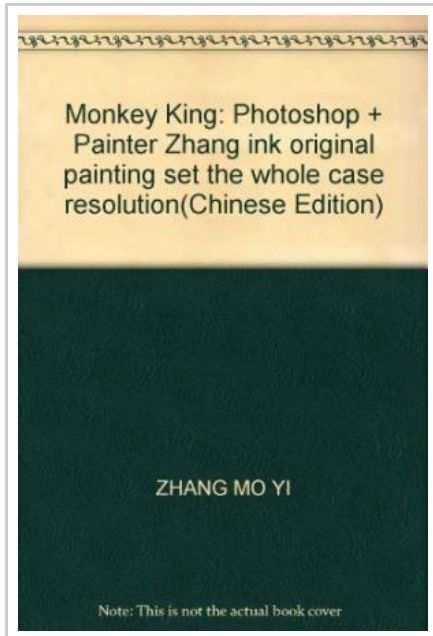 Monkey King: Photoshop +
Painter Zhang ink original
painting set the whole case
resolution(Chinese Edition)
ZHANG MO YI
Note: This is not the actual book cover